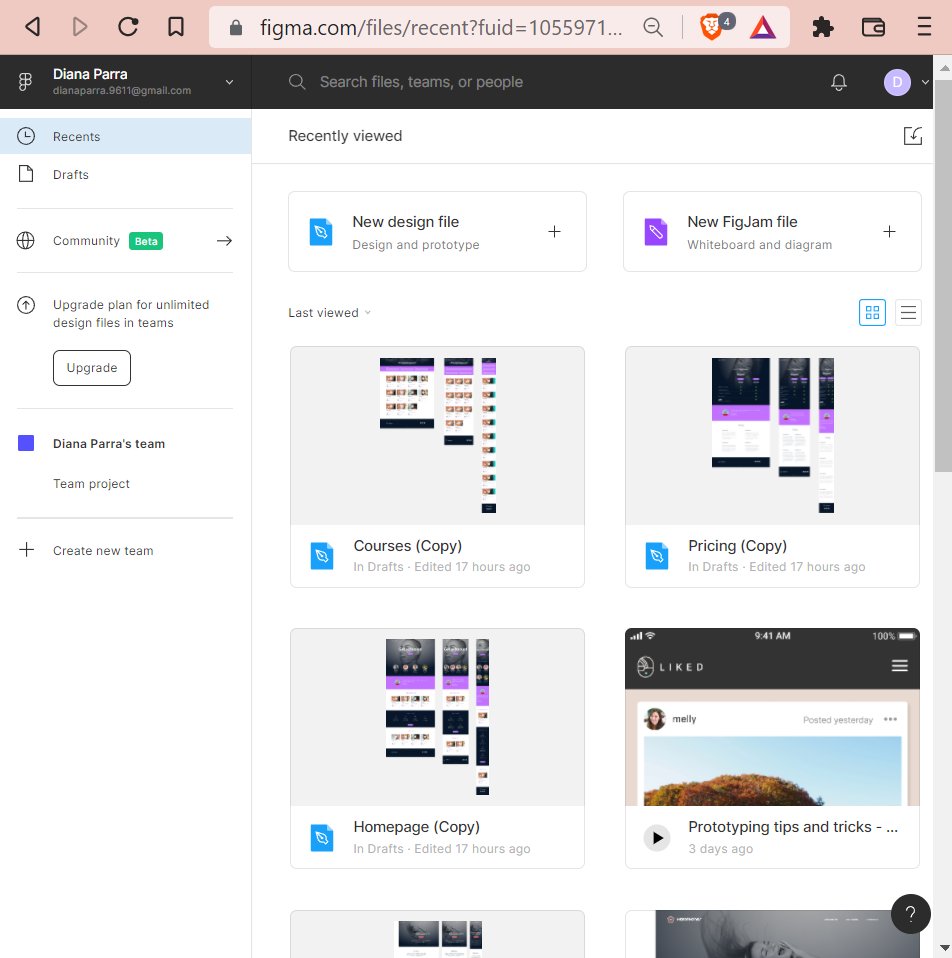 figma.com/files/recent?fuid=1055971...
4
Diana Parra
dianaparra.9611@gmail.com
Search files, teams, or people
D
Recents
Drafts
Community Beta
Upgrade plan for unlimited
design files in teams
Upgrade
Diana Parra's team
Team project
Create new team
Recently viewed
New design file
Design and prototype
New FigJam file
Whiteboard and diagram
Last viewed
Courses (Copy)
In Drafts · Edited 17 hours ago
Pricing (Copy)
In Drafts · Edited 17 hours ago
Homepage (Copy)
In Drafts · Edited 17 hours ago
9:41 AM 100%
LIKED
melly
Posted yesterday
Prototyping tips and tricks - ...
3 days ago
?